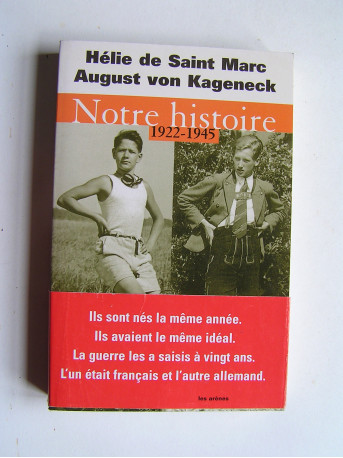 Hélie de Saint Marc
August von Kageneck
Notre histoire
1922-1945
Ils sont nés la même année.
Ils avaient le même idéal.
La guerre les a saisis à vingt ans.
L'un était français et l'autre allemand.
les arènes